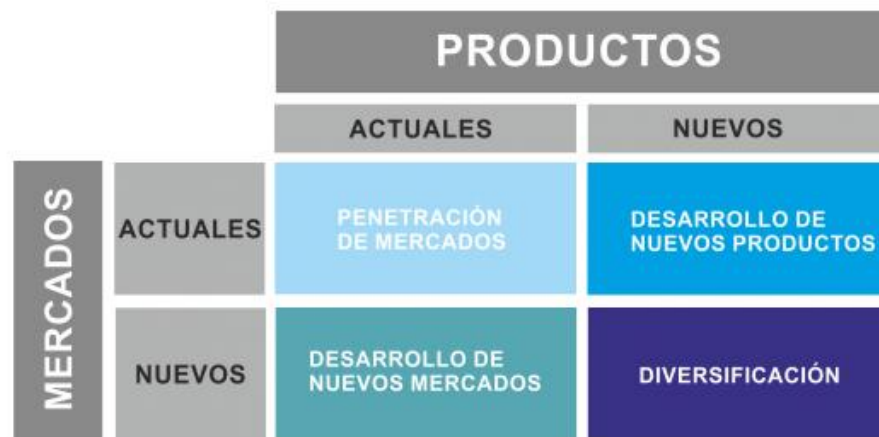 PRODUCTOS
ACTUALES
NUEVOS
MERCADOS
ACTUALES
PENETRACIÓN
DE MERCADOS
DESARROLLO DE
NUEVOS PRODUCTOS
NUEVOS
DESARROLLO DE
NUEVOS MERCADOS
DIVERSIFICACIÓN